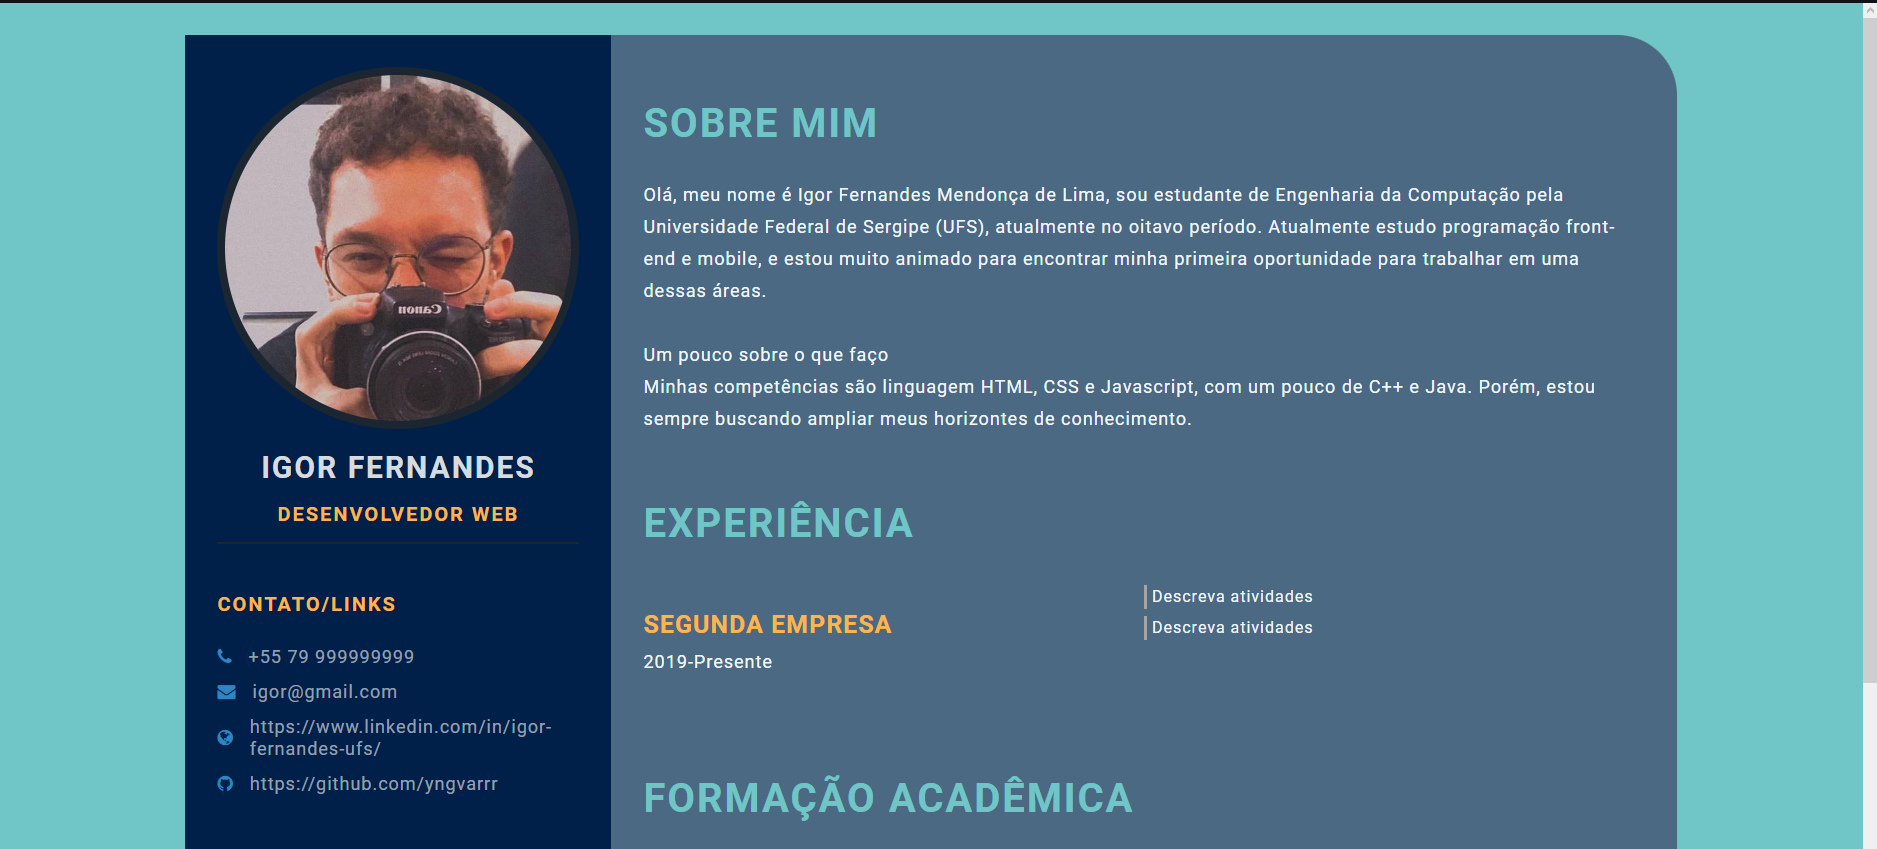 Canon
IGOR FERNANDES
DESENVOLVEDOR WEB
CONTATO/LINKS
+55 79 999999999
igor@gmail.com
https://www.linkedin.com/in/igor-
fernandes-ufs/
https://github.com/yngvarrr
SOBRE MIM
Olá, meu nome é Igor Fernandes Mendonça de Lima, sou estudante de Engenharia da Computação pela
Universidade Federal de Sergipe (UFS), atualmente no oitavo período. Atualmente estudo programação front-
end e mobile, e estou muito animado para encontrar minha primeira oportunidade para trabalhar em uma
dessas áreas.
Um pouco sobre o que faço
Minhas competências são linguagem HTML, CSS e Javascript, com um pouco de C++ e Java. Porém, estou
sempre buscando ampliar meus horizontes de conhecimento.
EXPERIÊNCIA
SEGUNDA EMPRESA
2019-Presente
Descreva atividades
Descreva atividades
FORMAÇÃO ACADÊMICA